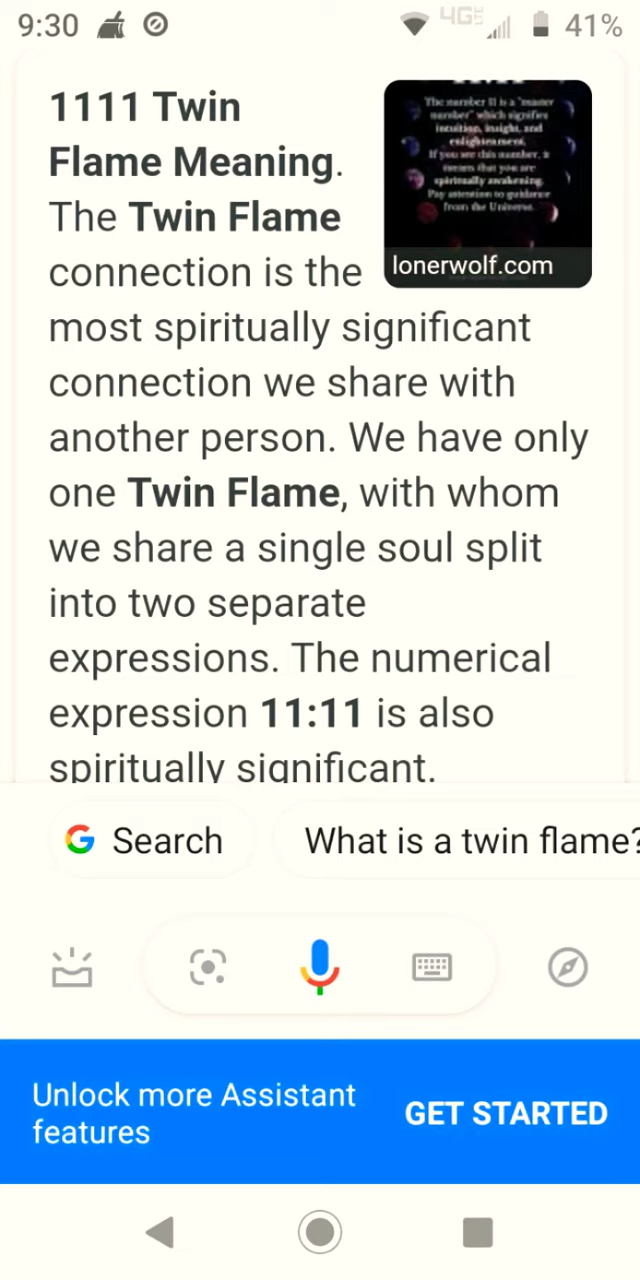 9:30
4G
41%
1111 Twin
Flame Meaning.
The Twin Flame
connection is the
most spiritually significant
connection we share with
another person. We have only
one Twin Flame, with whom
we share a single soul split
into two separate
expressions. The numerical
expression 11:11 is also
spiritually significant.
The number 11 is a "master
number" which signifies
intuition, insight, and
enlightenment.
If you see this number, it
means that you are
spiritually awakening.
Pay attention to guidance
from the Universe.
lonerwolf.com
G Search
What is a twin flame?
Unlock more Assistant
features
GET STARTED